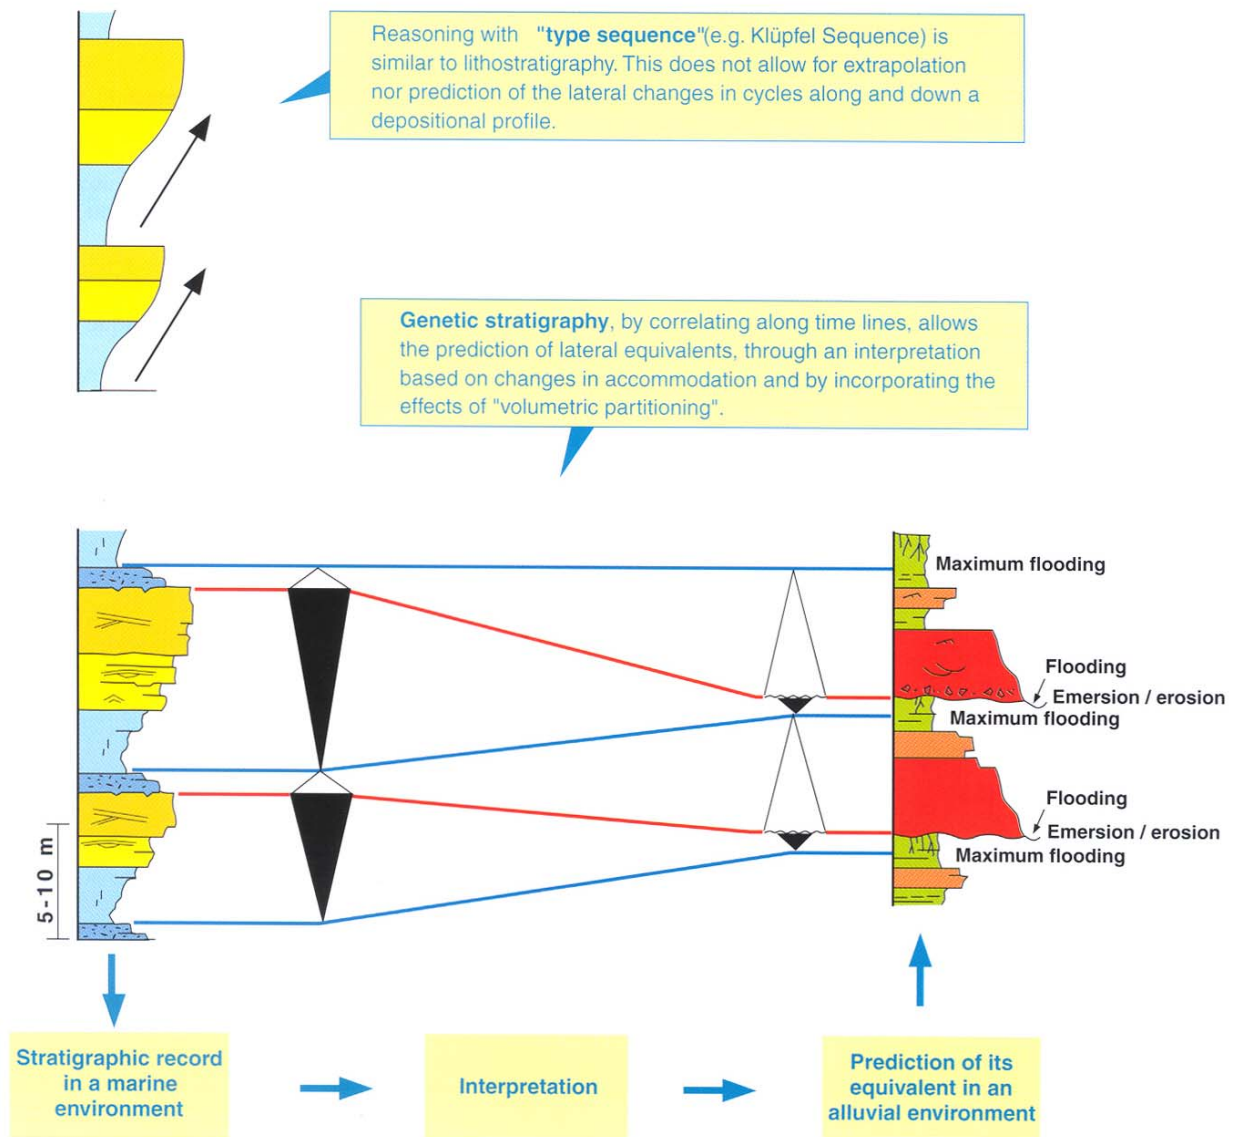 Reasoning with "type sequence"(e.g. Klüpfel Sequence) is
similar to lithostratigraphy. This does not allow for extrapolation
nor prediction of the lateral changes in cycles along and down a
depositional profile.
Genetic stratigraphy, by correlating along time lines, allows
the prediction of lateral equivalents, through an interpretation
based on changes in accommodation and by incorporating the
effects of "volumetric partitioning".
Maximum flooding
Flooding
Emersion / erosion
Maximum flooding
Flooding
Emersion / erosion
Maximum flooding
5-10 m
Stratigraphic record
in a marine
environment
Interpretation
Prediction of its
equivalent in an
alluvial environment